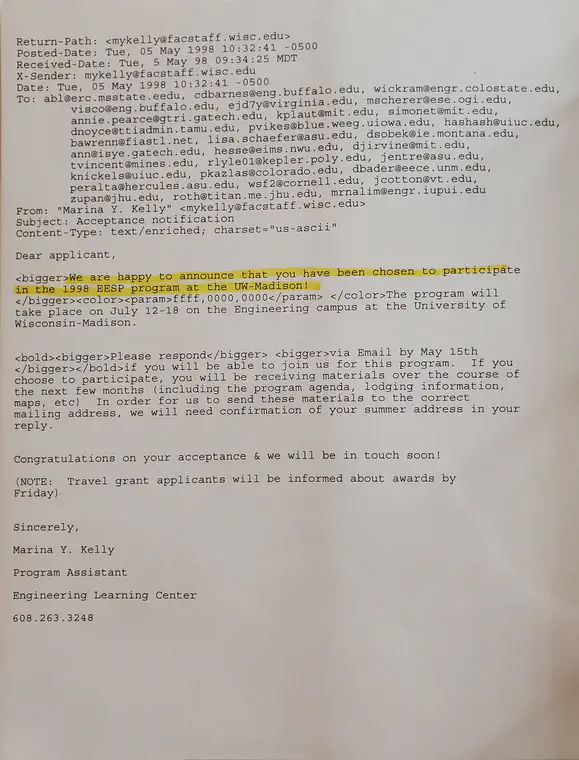 Return-Path: <mykelly@facstaff.wisc.edu>
Posted-Date: Tue, 05 May 1998 10:32:41 -0500
Received-Date: Tue, 5 May 98 09:34:25 MDT
X-Sender: mykelly@facstaff.wisc.edu
Date: Tue, 05 May 1998 10:32:41 -0500
To: abl@erc.msstate.eedu, cdbarnes@eng.buffalo.edu, wickram@engr.colostate.edu,
visco@eng.buffalo.edu, ejd7y@virginia.edu, mscherer@ese.ogi.edu,
annie.pearce@gtri.gatech.edu, kplaut@mit.edu, simonet@mit.edu,
dnoyce@ttiadmin.tamu.edu, pvikes@blue.weeg.uiowa.edu, hashash@uiuc.edu,
bawrenn@fiastl.net, lisa.schaefer@asu.edu, dsobek@ie.montana.edu,
ann@isye.gatech.edu, hesse@eims.nwu.edu, djirvine@mit.edu,
tvincent@mines.edu, rlyle01@kepler.poly.edu, jentre@asu.edu,
knickels@uiuc.edu, pkazlas@colorado.edu, dbader@eece.unm.edu,
peralta@hercules.asu.edu, wsf2@cornell.edu, jcotton@vt.edu,
zupan@jhu.edu, roth@titan.me.jhu.edu, mrnalim@engr.iupui.edu
From: "Marina Y. Kelly" <mykelly@facstaff.wisc.edu>
Subject: Acceptance notification
Content-Type: text/enriched; charset="us-ascii"
Dear applicant,
<bigger>We are happy to announce that you have been chosen to participate
in the 1998 EESP program at the UW-Madison!
</bigger><color><param>ffff,0000,0000</param> </color>The program will
take place on July 12-18 on the Engineering campus at the University of
Wisconsin-Madison.
<bold><bigger>Please respond</bigger> <bigger>via Email by May 15th
</bigger></bold>if you will be able to join us for this program.  If you
choose to participate, you will be receiving materials over the course of
the next few months (including the program agenda, lodging information,
maps, etc)  In order for us to send these materials to the correct
mailing address, we will need confirmation of your summer address in your
reply.
Congratulations on your acceptance & we will be in touch soon!
(NOTE:  Travel grant applicants will be informed about awards by
Friday)
Sincerely,
Marina Y. Kelly
Program Assistant
Engineering Learning Center
608.263.3248